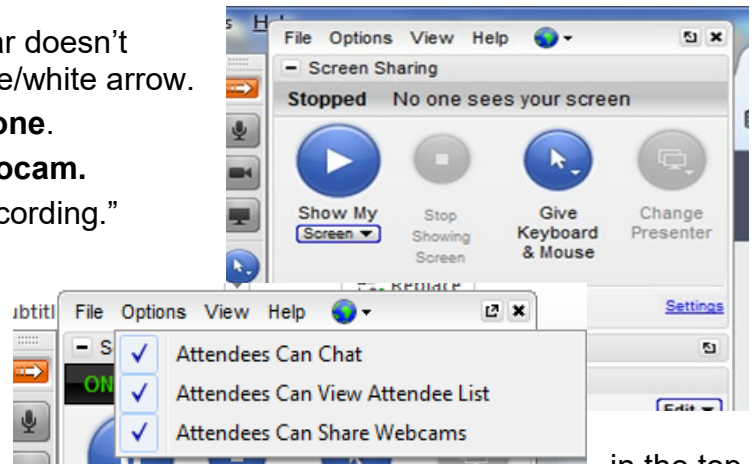 ar doesn’t
e/white arrow.
one.
ocam.
cording.”
File Options View Help
Screen Sharing
Stopped No one sees your screen
Show My
Screen
Stop
Showing
Screen
Give
Keyboard
& Mouse
Change
Presenter
Replace
Settings
Edit
ubtitl
File Options View Help
ON
Attendees Can Chat
Attendees Can View Attendee List
Attendees Can Share Webcams
in the top